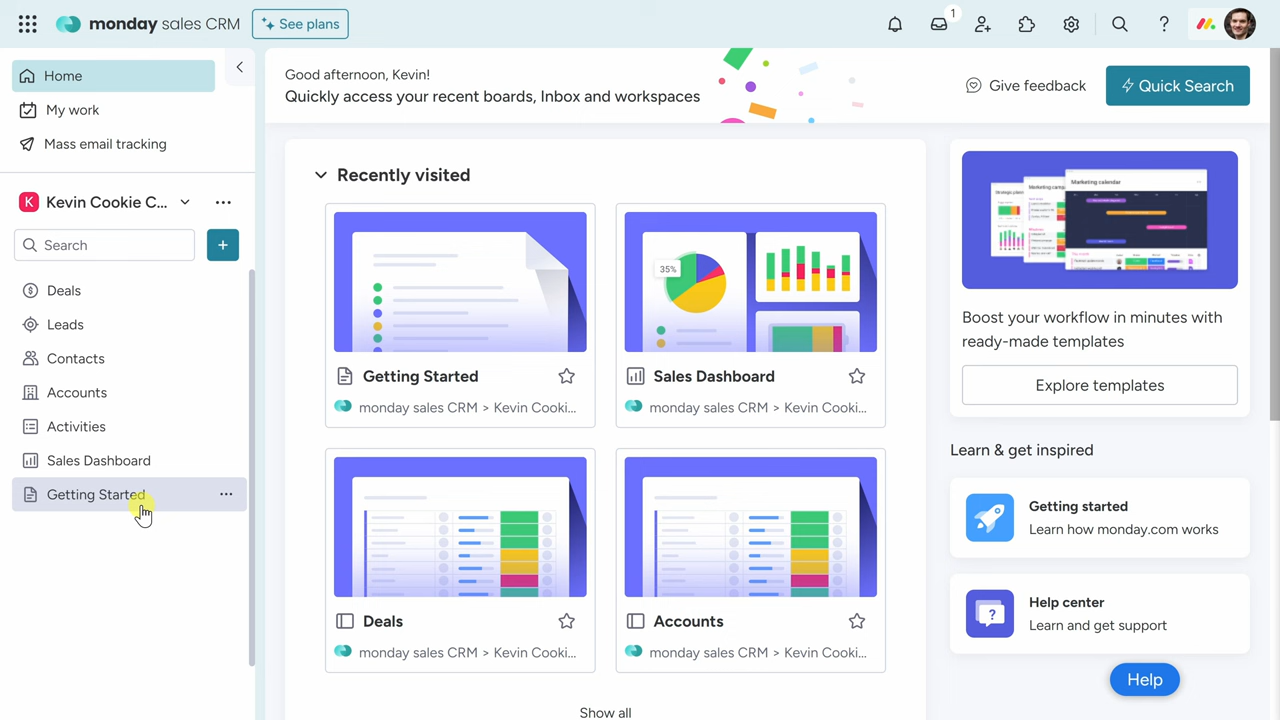 monday sales CRM
See plans
1
Home
My work
Mass email tracking
K
Kevin Cookie C...
Search
+
Deals
Leads
Contacts
Accounts
Activities
Sales Dashboard
Getting Started
Good afternoon, Kevin!
Quickly access your recent boards, Inbox and workspaces
Give feedback
Quick Search
Recently visited
Getting Started
monday sales CRM > Kevin Cooki...
35%
Sales Dashboard
monday sales CRM > Kevin Cooki...
Deals
monday sales CRM > Kevin Cooki...
Accounts
monday sales CRM > Kevin Cooki...
Show all
Marketing calendar
Boost your workflow in minutes with
ready-made templates
Explore templates
Learn & get inspired
Getting started
Learn how monday.com works
Help center
Learn and get support
Help